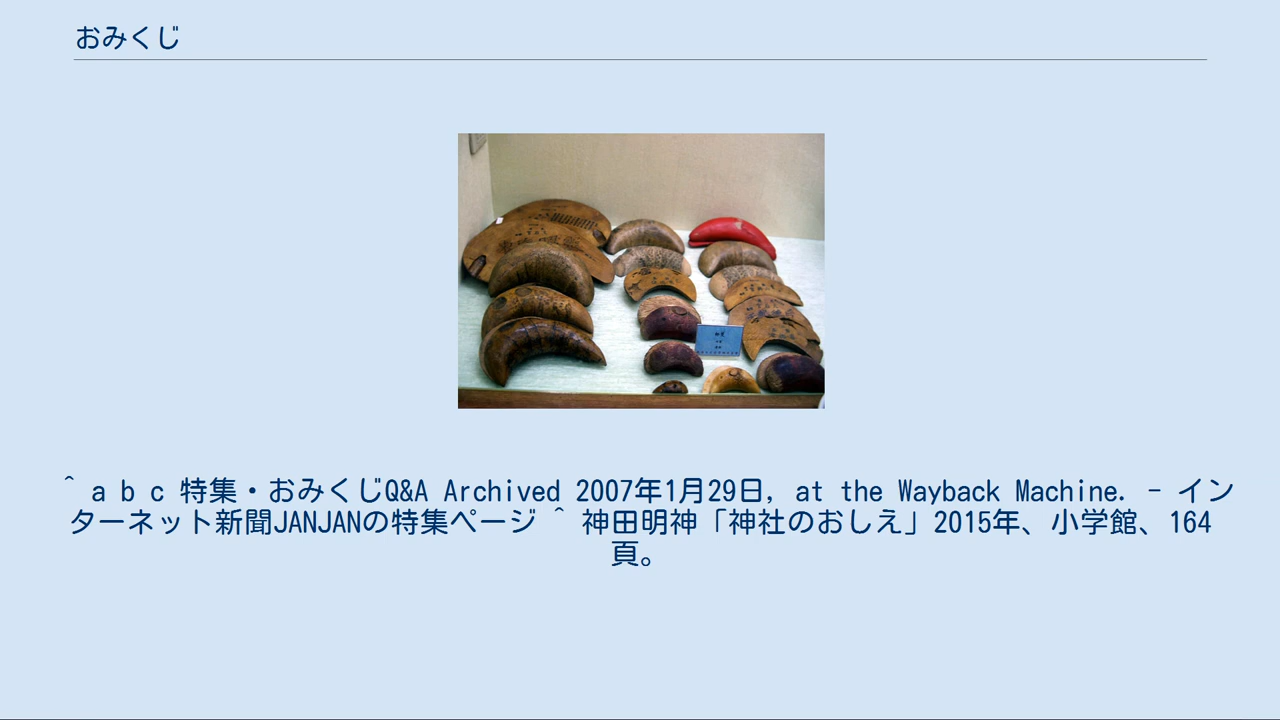 おみくじ
^ a b c 特集・おみくじQ&A Archived 2007年1月29日, at the Wayback Machine. - イン
ターネット新聞JANJANの特集ページ ^ 神田明神「神社のおしえ」2015年、小学館、164
頁。